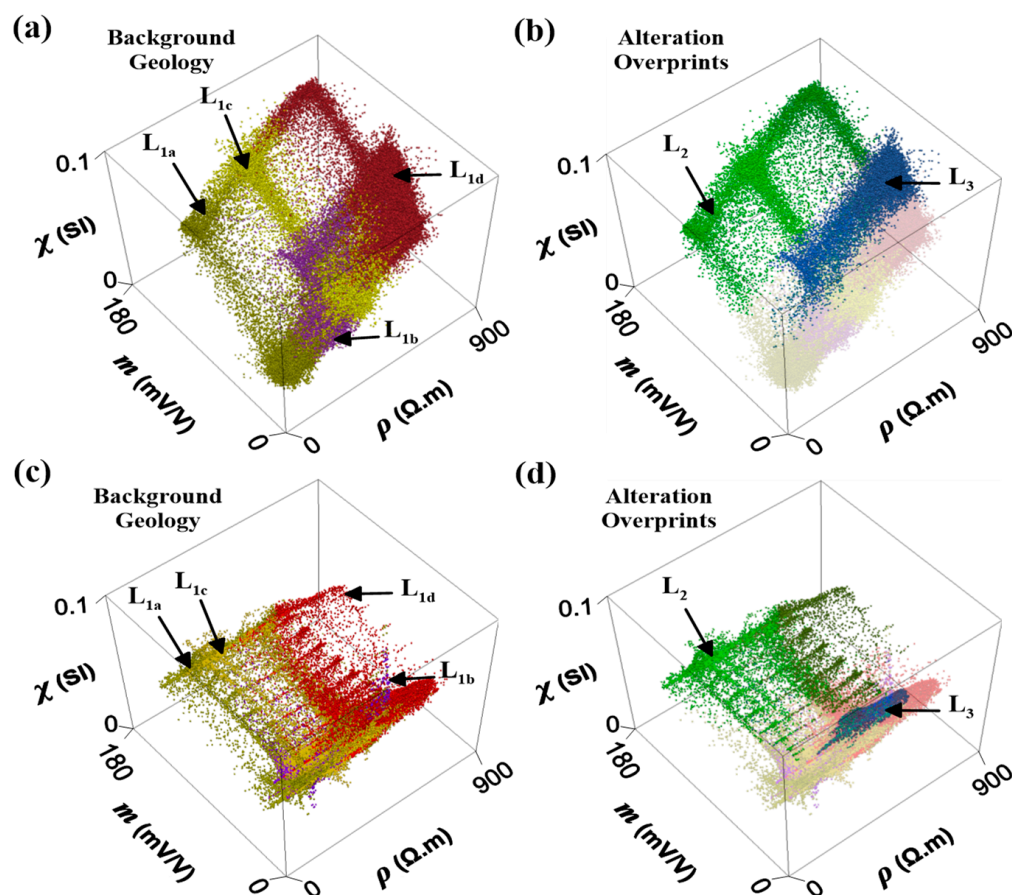 (a)
Background
Geology
L1c
L1a
L1d
L1b
0.1
χ (SI)
0
180
m (mV/V)
0
0
ρ (Ω.m)
900
(b)
Alteration
Overprints
L2
L3
0.1
χ (SI)
0
180
m (mV/V)
0
0
ρ (Ω.m)
900
(c)
Background
Geology
L1a
L1c
L1d
L1b
0.1
χ (SI)
0
180
m (mV/V)
0
0
ρ (Ω.m)
900
(d)
Alteration
Overprints
L2
L3
0.1
χ (SI)
0
180
m (mV/V)
0
0
ρ (Ω.m)
900